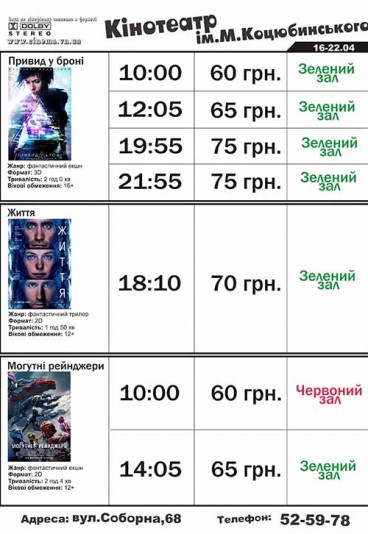 DOLBY
STEREO
www.cinema.vn.ua
Кінотеатр
ім.М.Коцюбинського
16-22.04
Привид у броні
Жанр: фантастичний екшн
Формат: 3D
Тривалість: 2 год 0 хв
Вікові обмеження: 16+
10:00 60 грн. Зелений зал
12:05 65 грн. Зелений зал
19:55 75 грн. Зелений зал
21:55 75 грн. Зелений зал
Життя
ЖИТТЯ
Жанр: фантастичний трилер
Формат: 2D
Тривалість: 1 год 50 хв
Вікові обмеження: 12+
18:10 70 грн. Зелений зал
Могутні рейнджери
МОГУТНІ РЕЙНДЖЕРИ
Жанр: фантастичний екшн
Формат: 2D
Тривалість: 2 год 4 хв
Вікові обмеження: 12+
10:00 60 грн. Червоний зал
14:05 65 грн. Зелений зал
Адреса: вул.Соборна,68 Телефон: 52-59-78